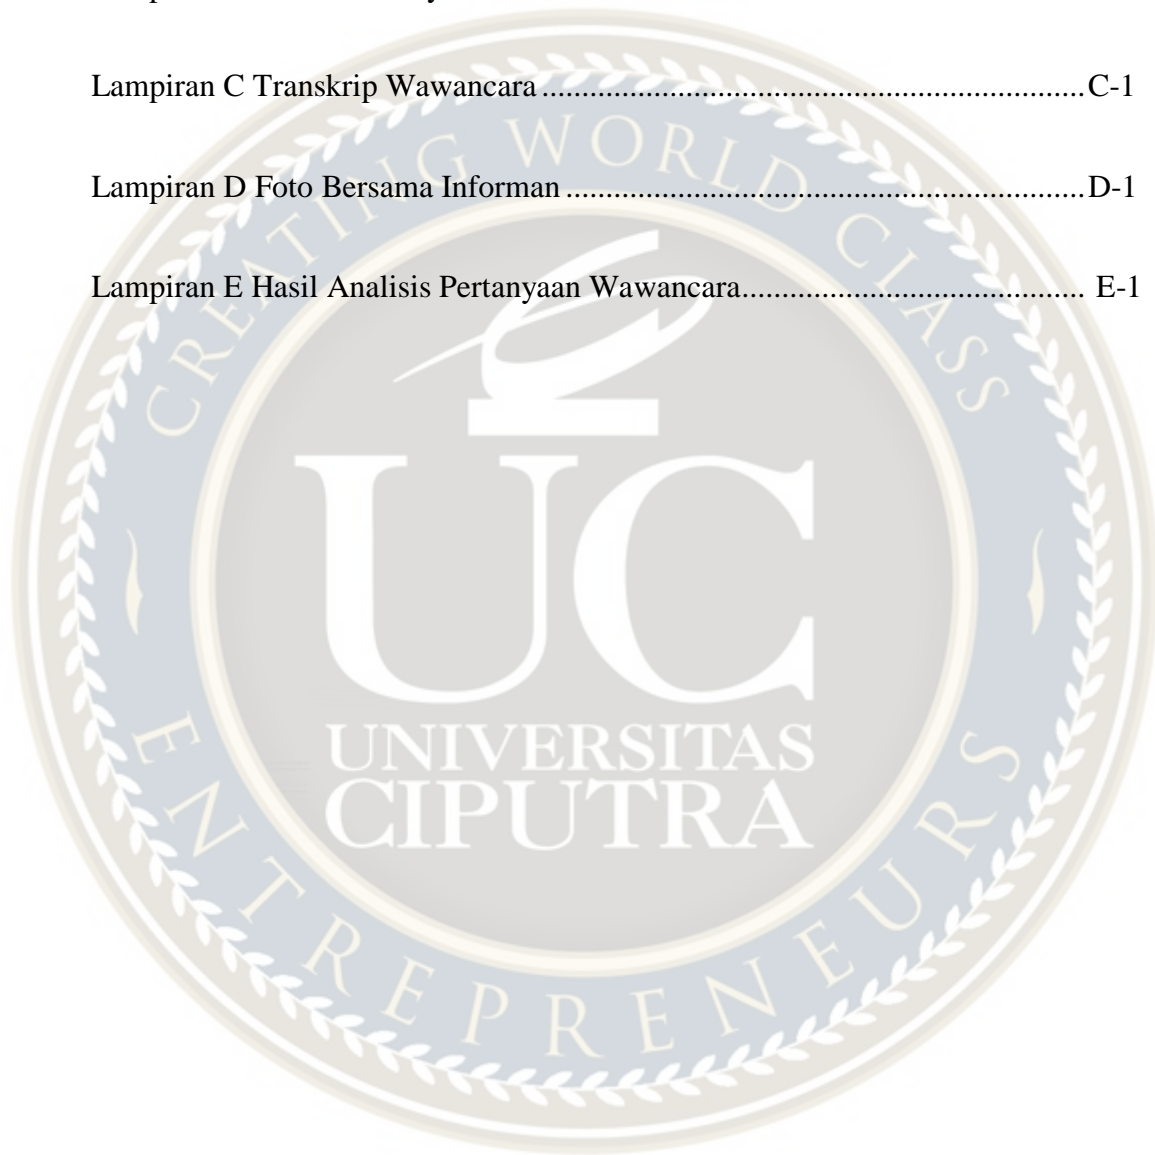 Lampiran C Transkrip Wawancara ................................................................... C-1
Lampiran D Foto Bersama Informan ................................................................ D-1
Lampiran E Hasil Analisis Pertanyaan Wawancara.......................................... E-1
CREATING WORLD CLASS
UC
UNIVERSITAS
CIPUTRA
ENTREPRENEURS